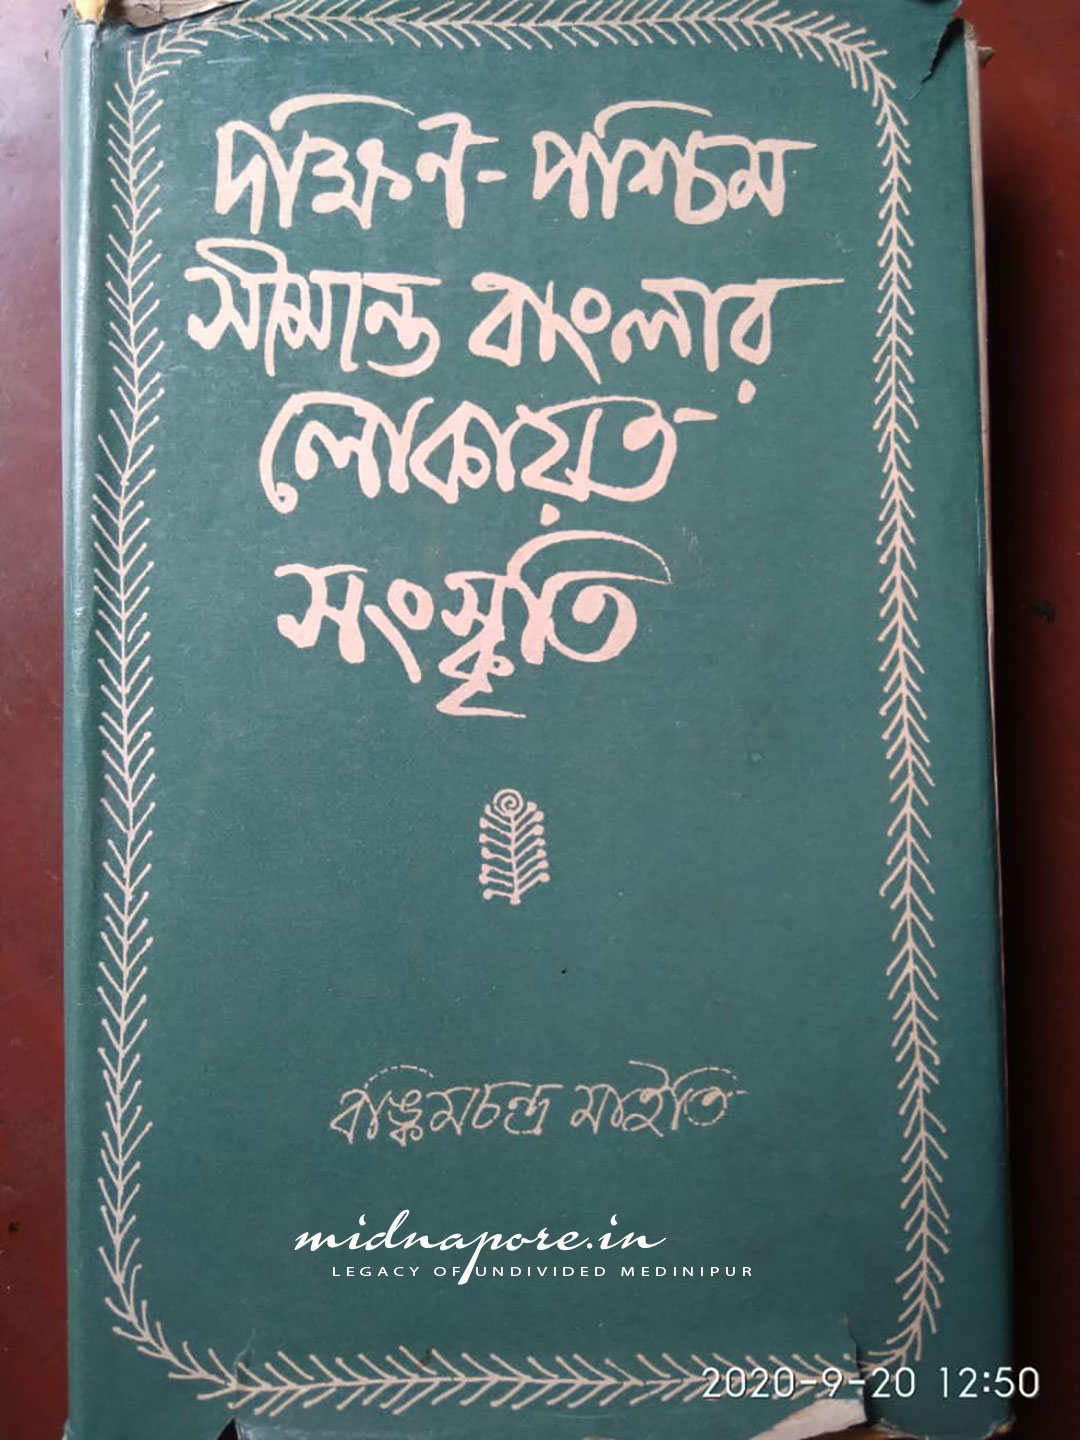 দক্ষিণ-পশ্চিম
সীমান্তে বাংলার
লোকায়ত
সংস্কৃতি
বঙ্কিমচন্দ্র মাইতি
midnapore.in
LEGACY OF UNDIVIDED MEDINIPUR
2020-9-20 12:50